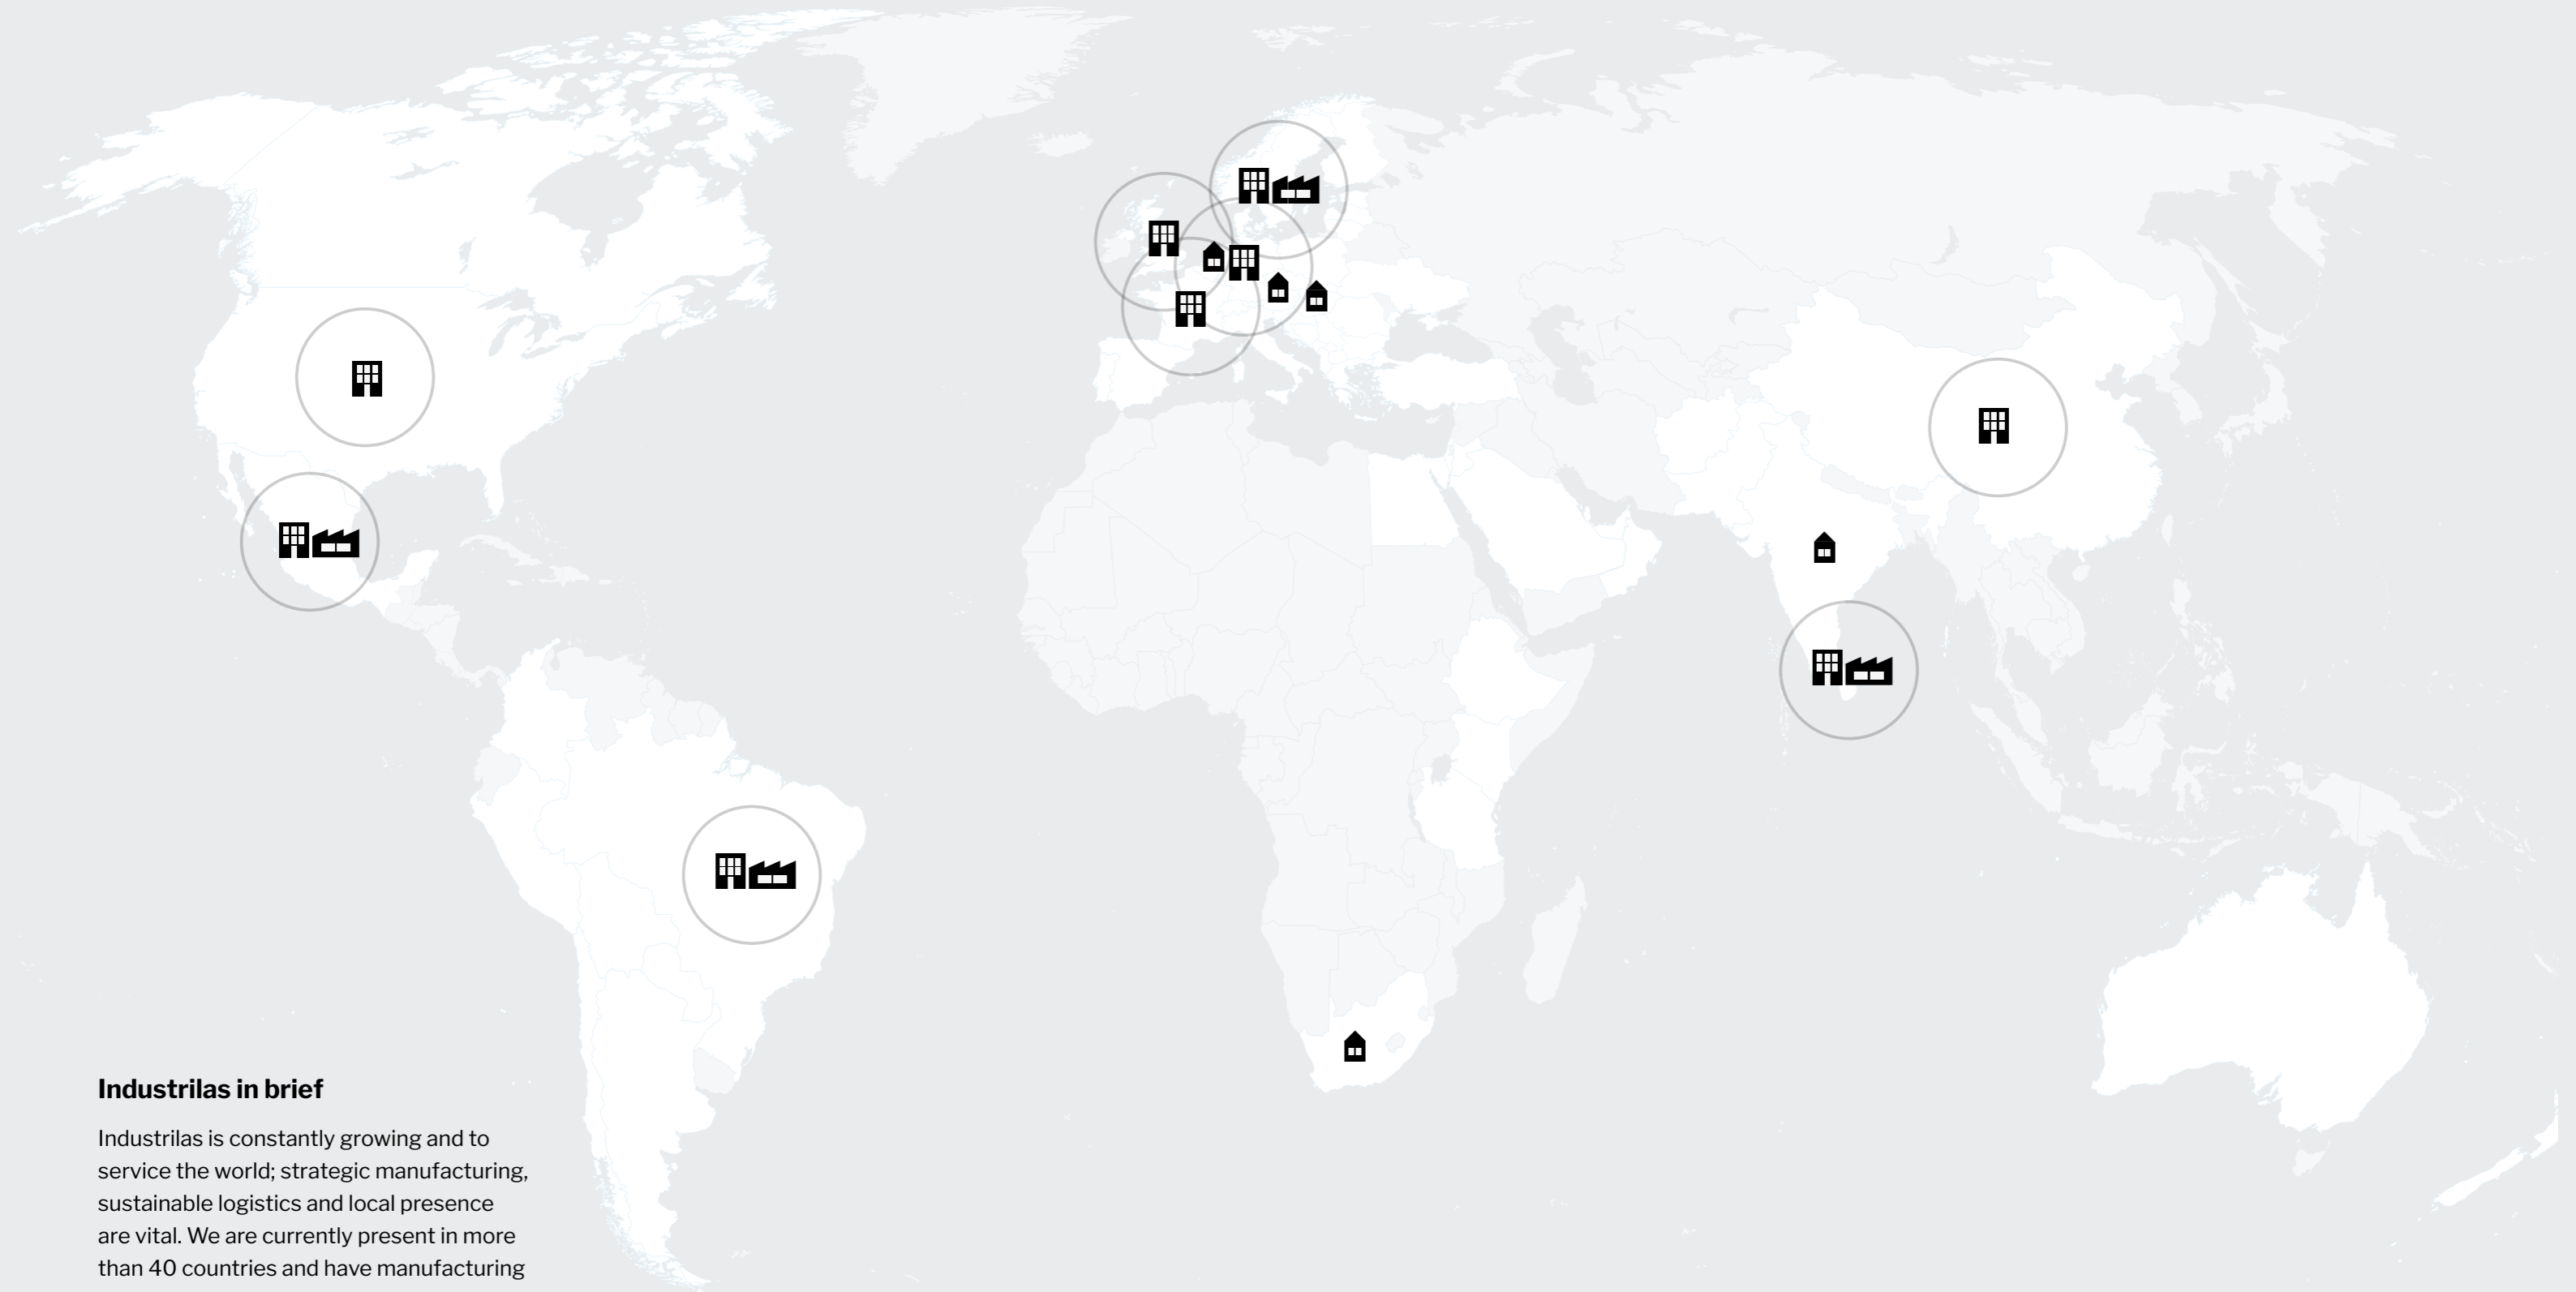 Industrilas in brief
Industrilas is constantly growing and to
service the world; strategic manufacturing,
sustainable logistics and local presence
are vital. We are currently present in more
than 40 countries and have manufacturing